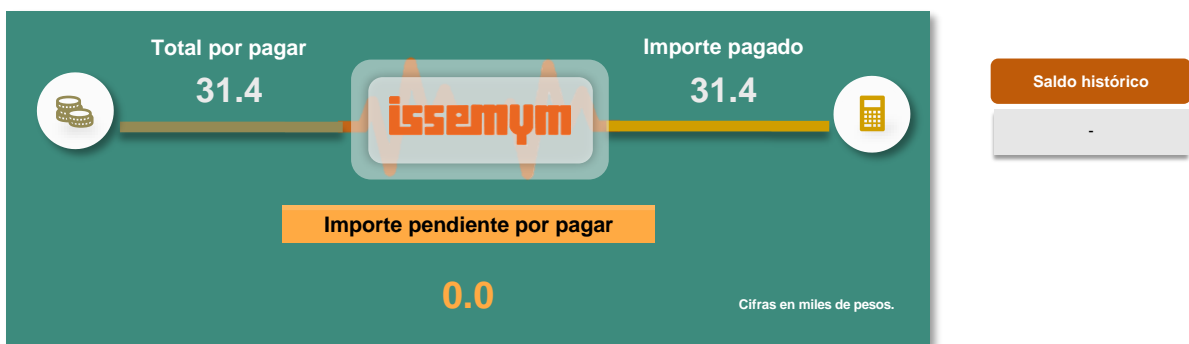 Total por pagar
31.4
Importe pagado
31.4
issemym
Importe pendiente por pagar
0.0
Cifras en miles de pesos.
Saldo histórico
-